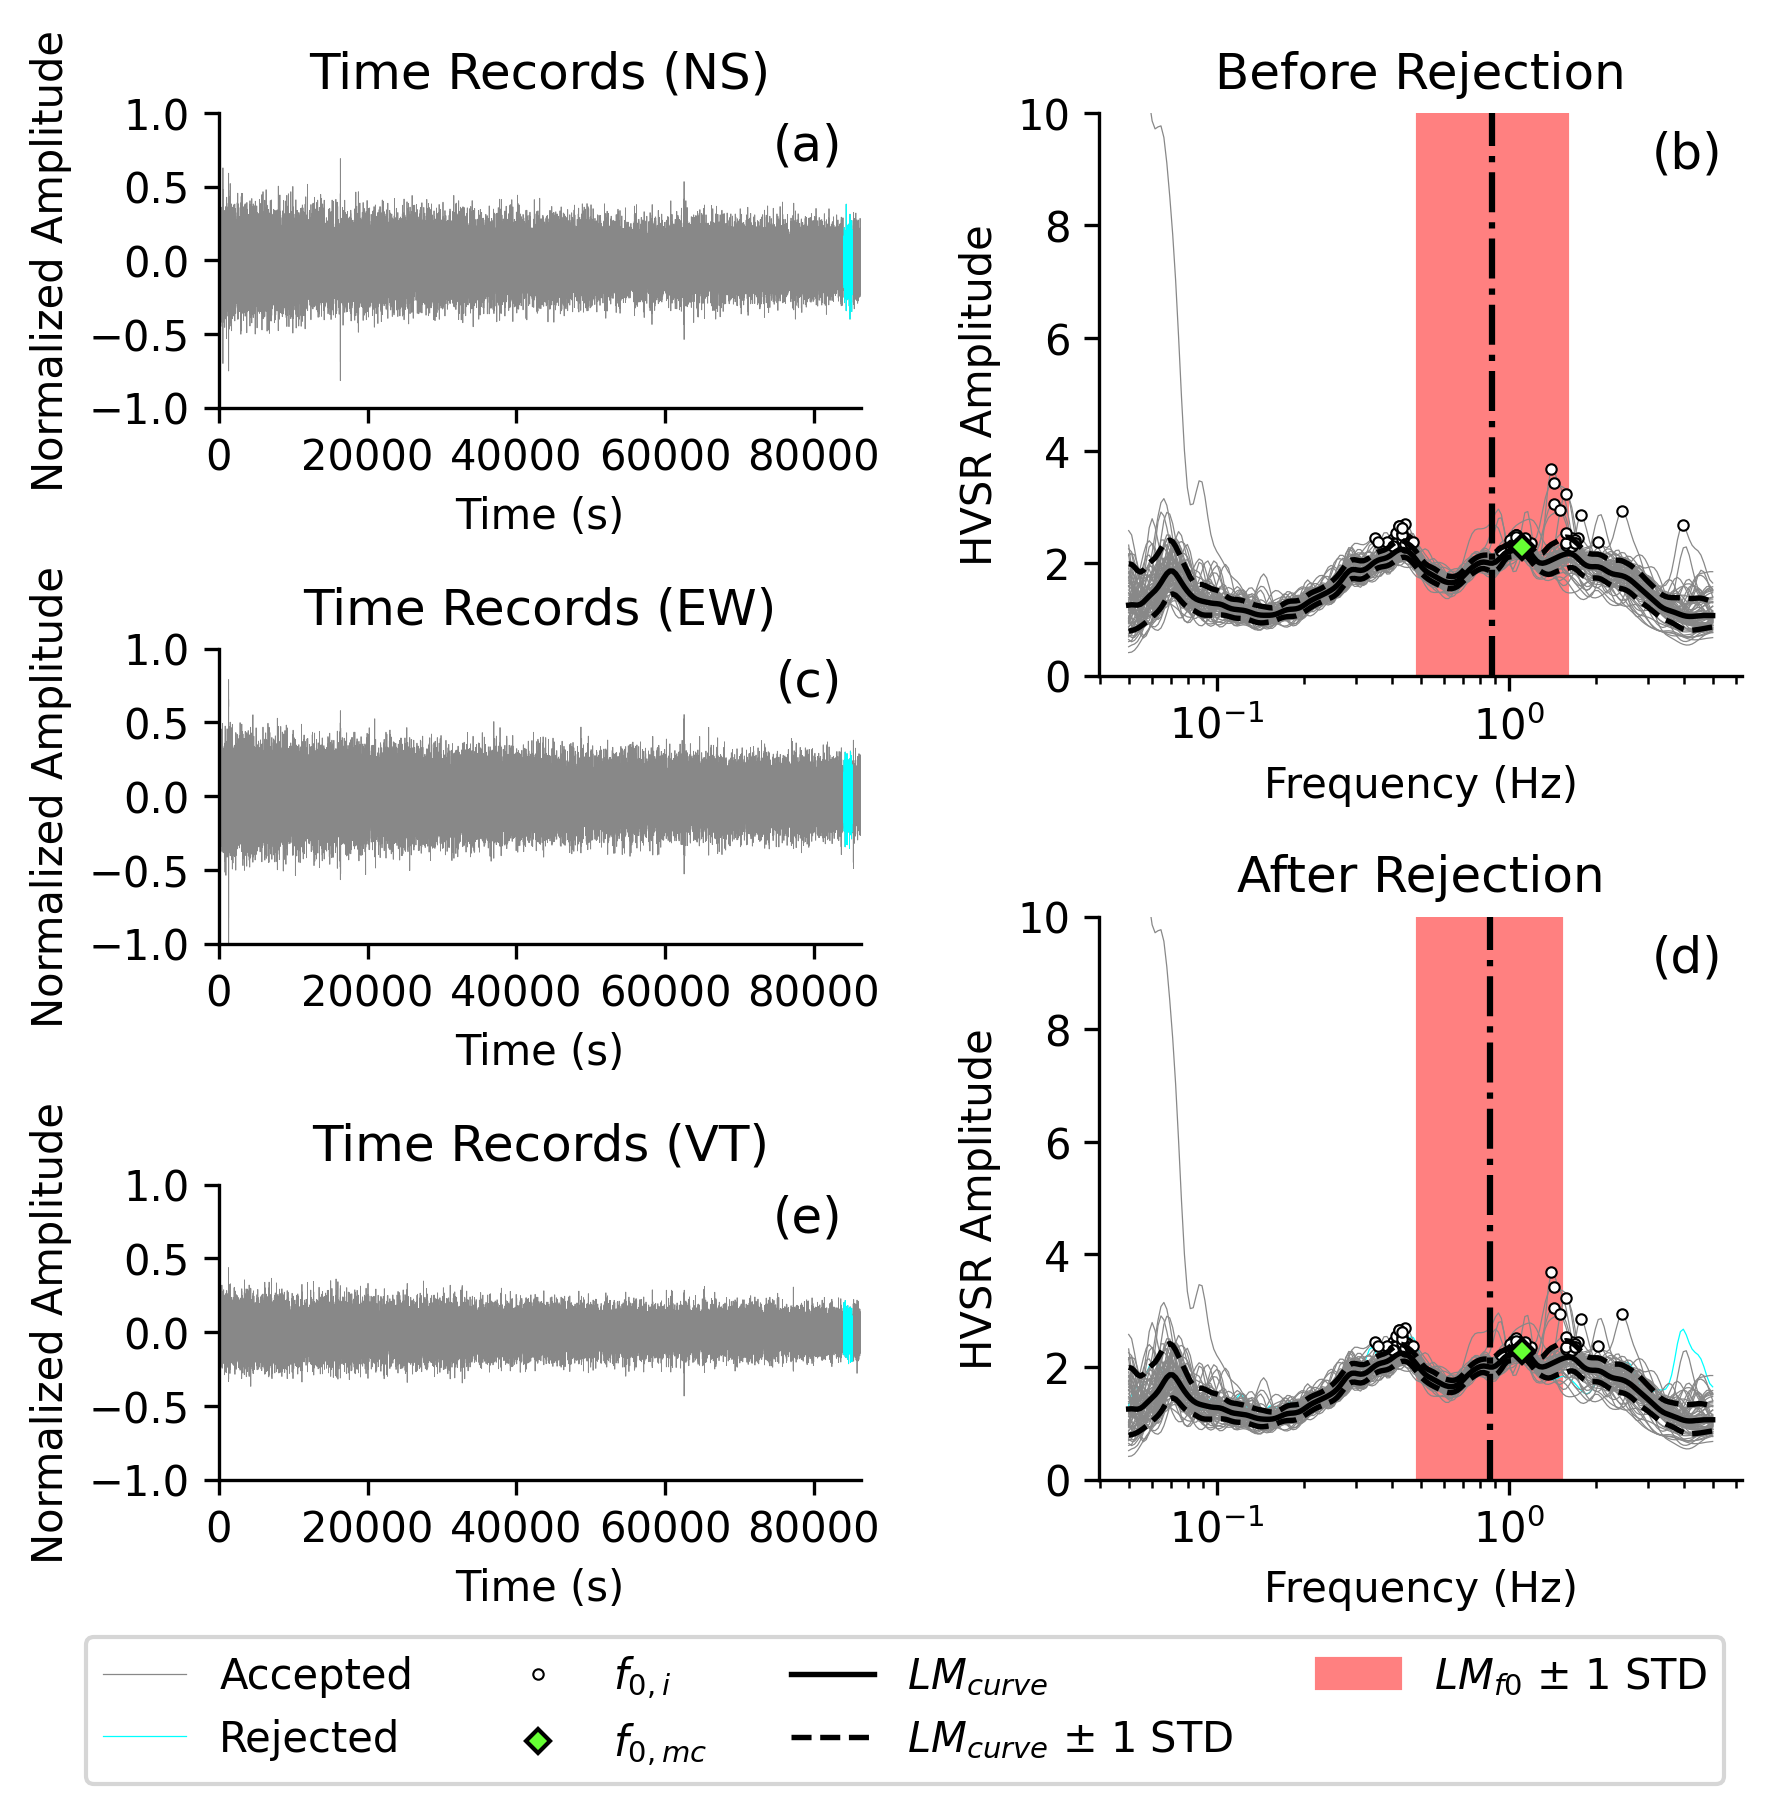 Time Records (NS)
(a)
Normalized Amplitude
1.0
0.5
0.0
−0.5
−1.0
0 20000 40000 60000 80000
Time (s)
Before Rejection
(b)
HVSR Amplitude
10
8
6
4
2
0
10⁻¹ 10⁰
Frequency (Hz)
Time Records (EW)
(c)
Normalized Amplitude
1.0
0.5
0.0
−0.5
−1.0
0 20000 40000 60000 80000
Time (s)
After Rejection
(d)
HVSR Amplitude
10
8
6
4
2
0
10⁻¹ 10⁰
Frequency (Hz)
Time Records (VT)
(e)
Normalized Amplitude
1.0
0.5
0.0
−0.5
−1.0
0 20000 40000 60000 80000
Time (s)
Accepted
Rejected
f0,i
f0,mc
LMcurve
LMcurve ± 1 STD
LMf0 ± 1 STD